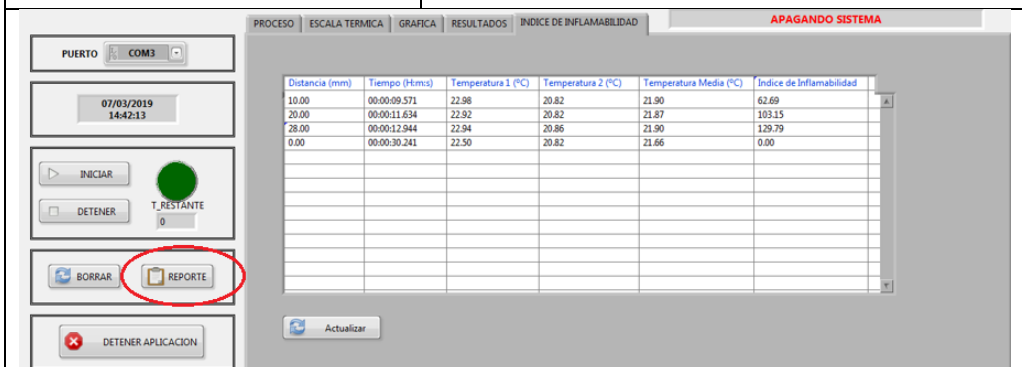 PROCESO ESCALA TERMICA GRAFICA RESULTADOS INDICE DE INFLAMABILIDAD APAGANDO SISTEMA
PUERTO COM3
07/03/2019
14:42:13
INICIAR
DETENER
T_RESTANTE
0
BORRAR REPORTE
DETENER APLICACION
Distancia (mm) Tiempo (H:m:s) Temperatura 1 (ºC) Temperatura 2 (ºC) Temperatura Media (ºC) Indice de Inflamabilidad
10.00 00:00:09.571 22.98 20.82 21.90 62.69
20.00 00:00:11.634 22.92 20.82 21.87 103.15
28.00 00:00:12.944 22.94 20.86 21.90 129.79
0.00 00:00:30.241 22.50 20.82 21.66 0.00
Actualizar